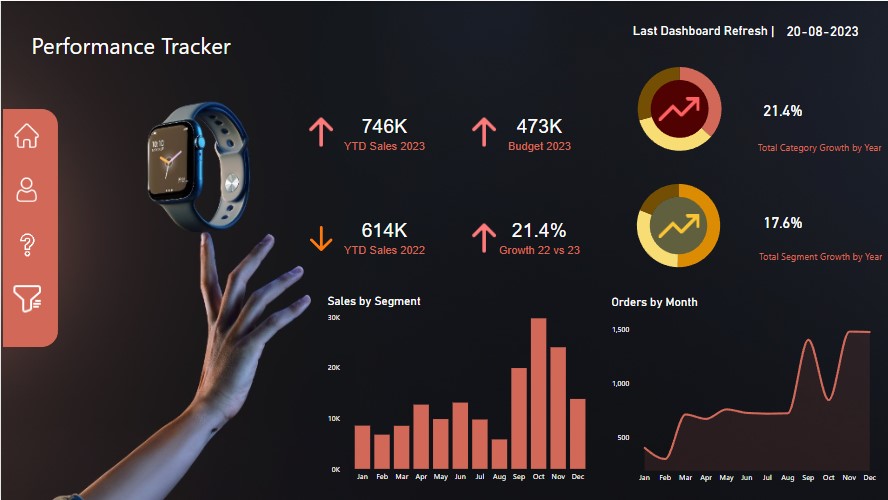 Performance Tracker
Last Dashboard Refresh | 20-08-2023
746K
YTD Sales 2023
473K
Budget 2023
21.4%
Total Category Growth by Year
614K
YTD Sales 2022
21.4%
Growth 22 vs 23
17.6%
Total Segment Growth by Year
Sales by Segment
30K
20K
10K
0K
Jan Feb Mar Apr May Jun Jul Aug Sep Oct Nov Dec
Orders by Month
1,500
1,000
500
Jan Feb Mar Apr May Jun Jul Aug Sep Oct Nov Dec